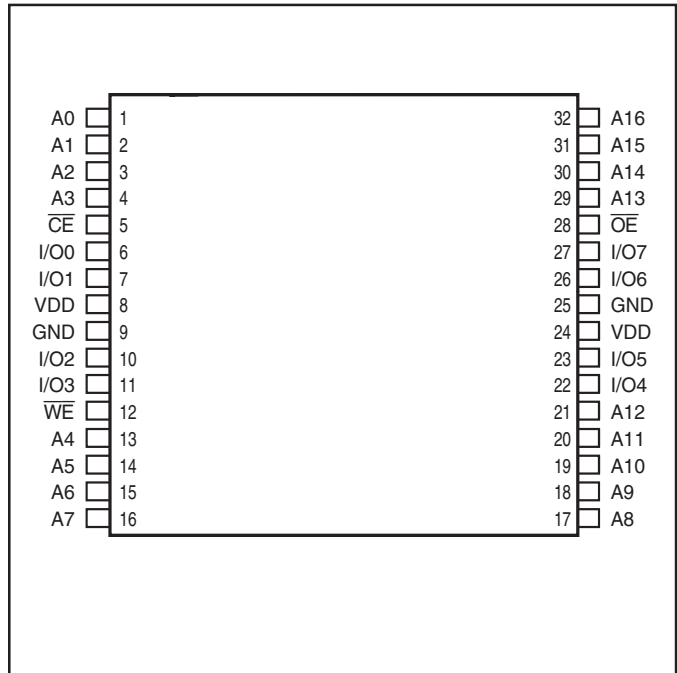 A0 1 32 A16
A1 2 31 A15
A2 3 30 A14
A3 4 29 A13
C̅E̅ 5 28 O̅E̅
I/O0 6 27 I/O7
I/O1 7 26 I/O6
VDD 8 25 GND
GND 9 24 VDD
I/O2 10 23 I/O5
I/O3 11 22 I/O4
W̅E̅ 12 21 A12
A4 13 20 A11
A5 14 19 A10
A6 15 18 A9
A7 16 17 A8